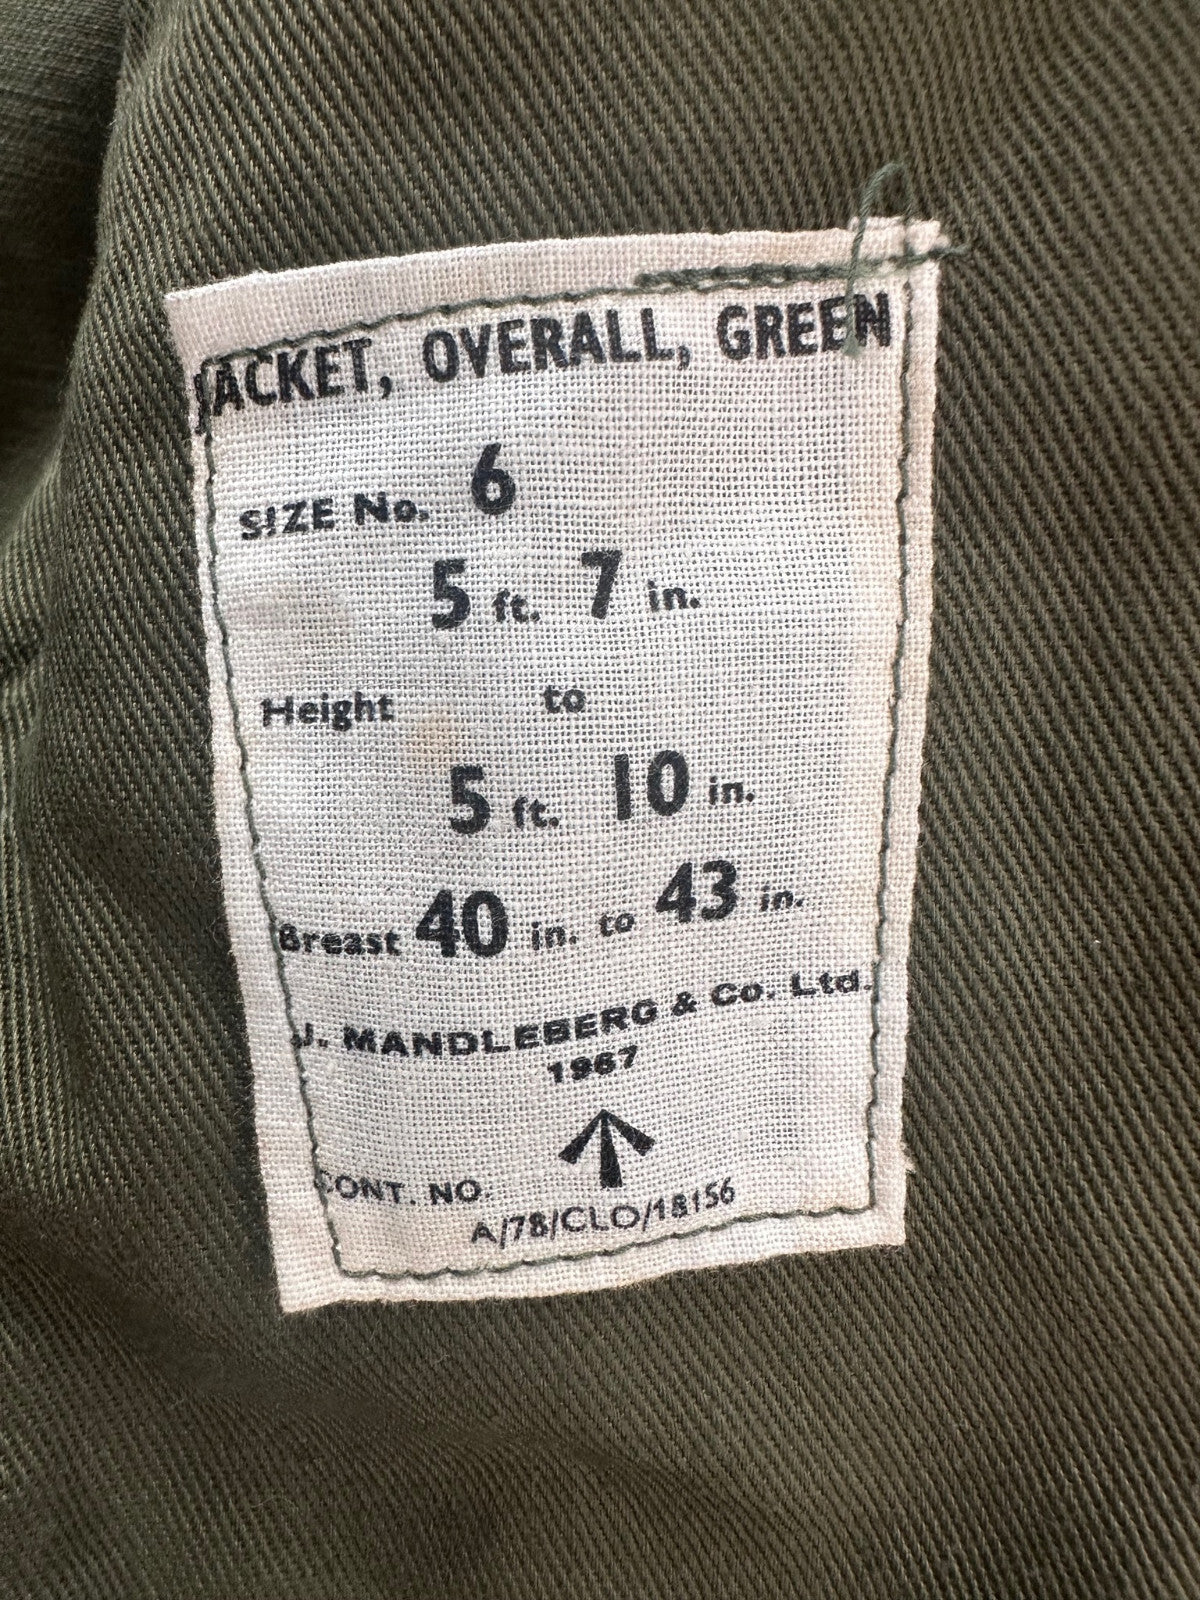 JACKET, OVERALL, GREEN
SIZE No. 6
5 ft. 7 in.
Height to
5 ft. 10 in.
Breast 40 in. to 43 in.
J. MANDLEBERG & Co. Ltd.
1967
CONT. NO.
A/78/CLO/18156